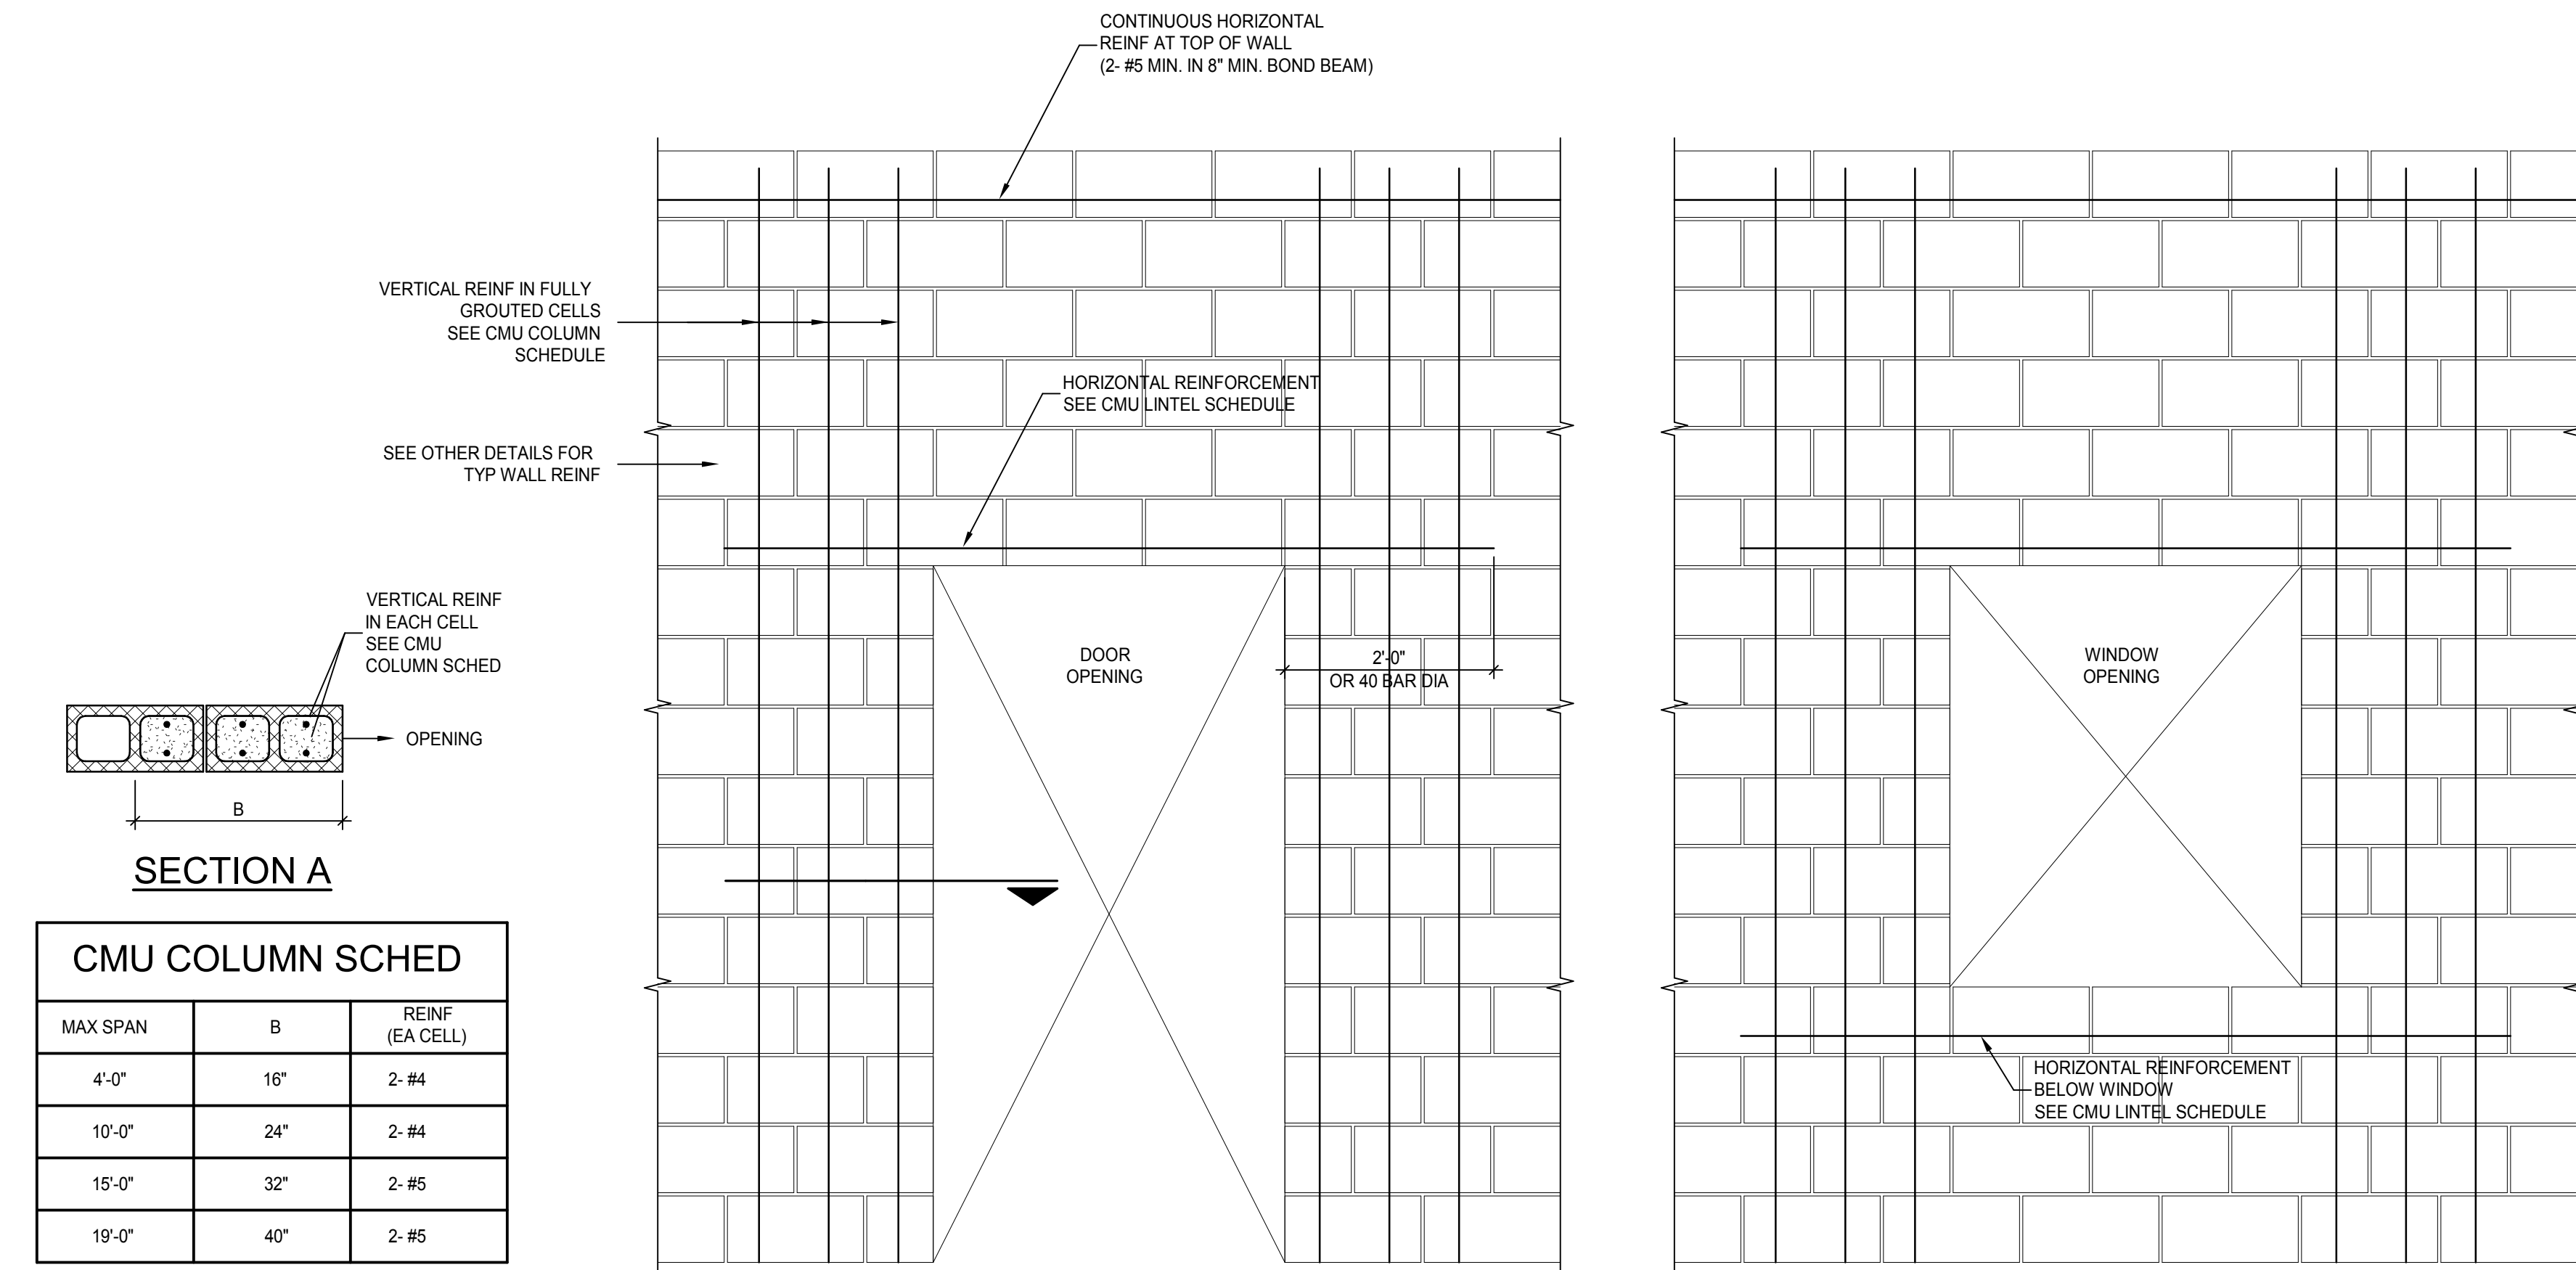 CONTINUOUS HORIZONTAL
REINF AT TOP OF WALL
(2- #5 MIN. IN 8" MIN. BOND BEAM)
VERTICAL REINF IN FULLY
GROUTED CELLS
SEE CMU COLUMN
SCHEDULE
HORIZONTAL REINFORCEMENT
SEE CMU LINTEL SCHEDULE
SEE OTHER DETAILS FOR
TYP WALL REINF
VERTICAL REINF
IN EACH CELL
SEE CMU
COLUMN SCHED
OPENING
B
SECTION A
DOOR
OPENING
2'-0"
OR 40 BAR DIA
WINDOW
OPENING
HORIZONTAL REINFORCEMENT
BELOW WINDOW
SEE CMU LINTEL SCHEDULE
CMU COLUMN SCHED
MAX SPAN B REINF
(EA CELL)
4'-0" 16" 2- #4
10'-0" 24" 2- #4
15'-0" 32" 2- #5
19'-0" 40" 2- #5